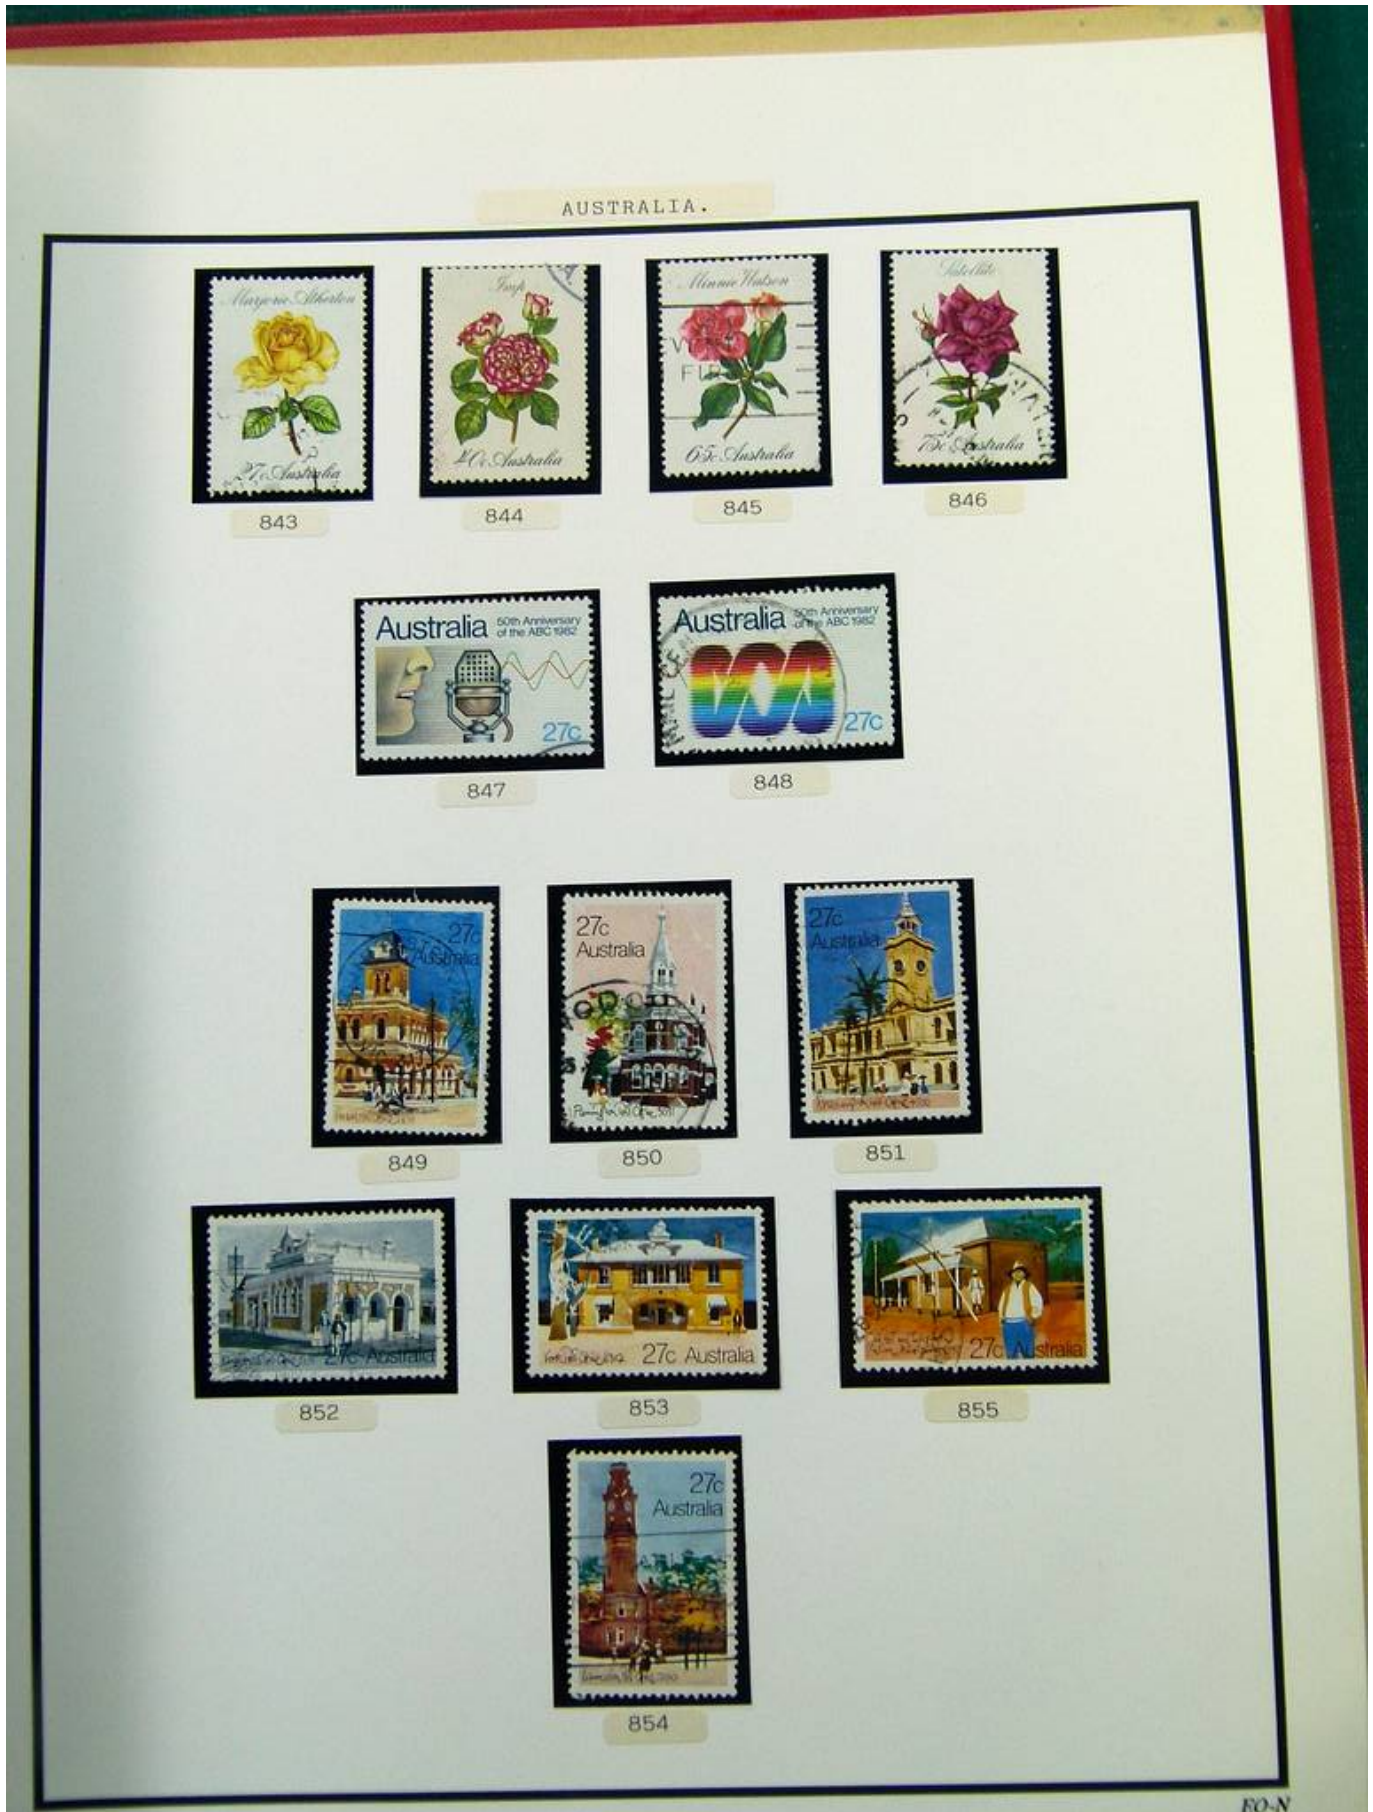 AUSTRALIA.
Marjorie Atherton
27c Australia
843
Imp
40c Australia
844
Minnie Watson
65c Australia
845
Satellite
75c Australia
846
Australia 50th Anniversary
of the ABC 1982
27c
847
Australia 50th Anniversary
of the ABC 1982
27c
848
27c
Australia
849
27c
Australia
850
27c
Australia
851
27c Australia
852
27c Australia
853
27c Australia
855
27c
Australia
854
EO-N